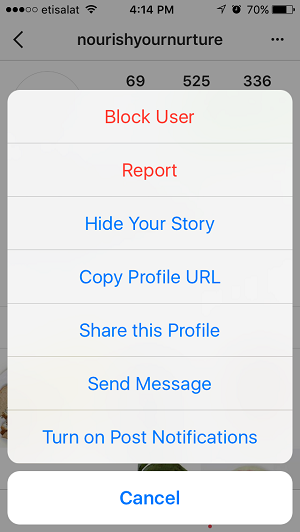 etisalat 4:14 PM 70%
nourishyournurture
69 525 336
Block User
Report
Hide Your Story
Copy Profile URL
Share this Profile
Send Message
Turn on Post Notifications
Cancel